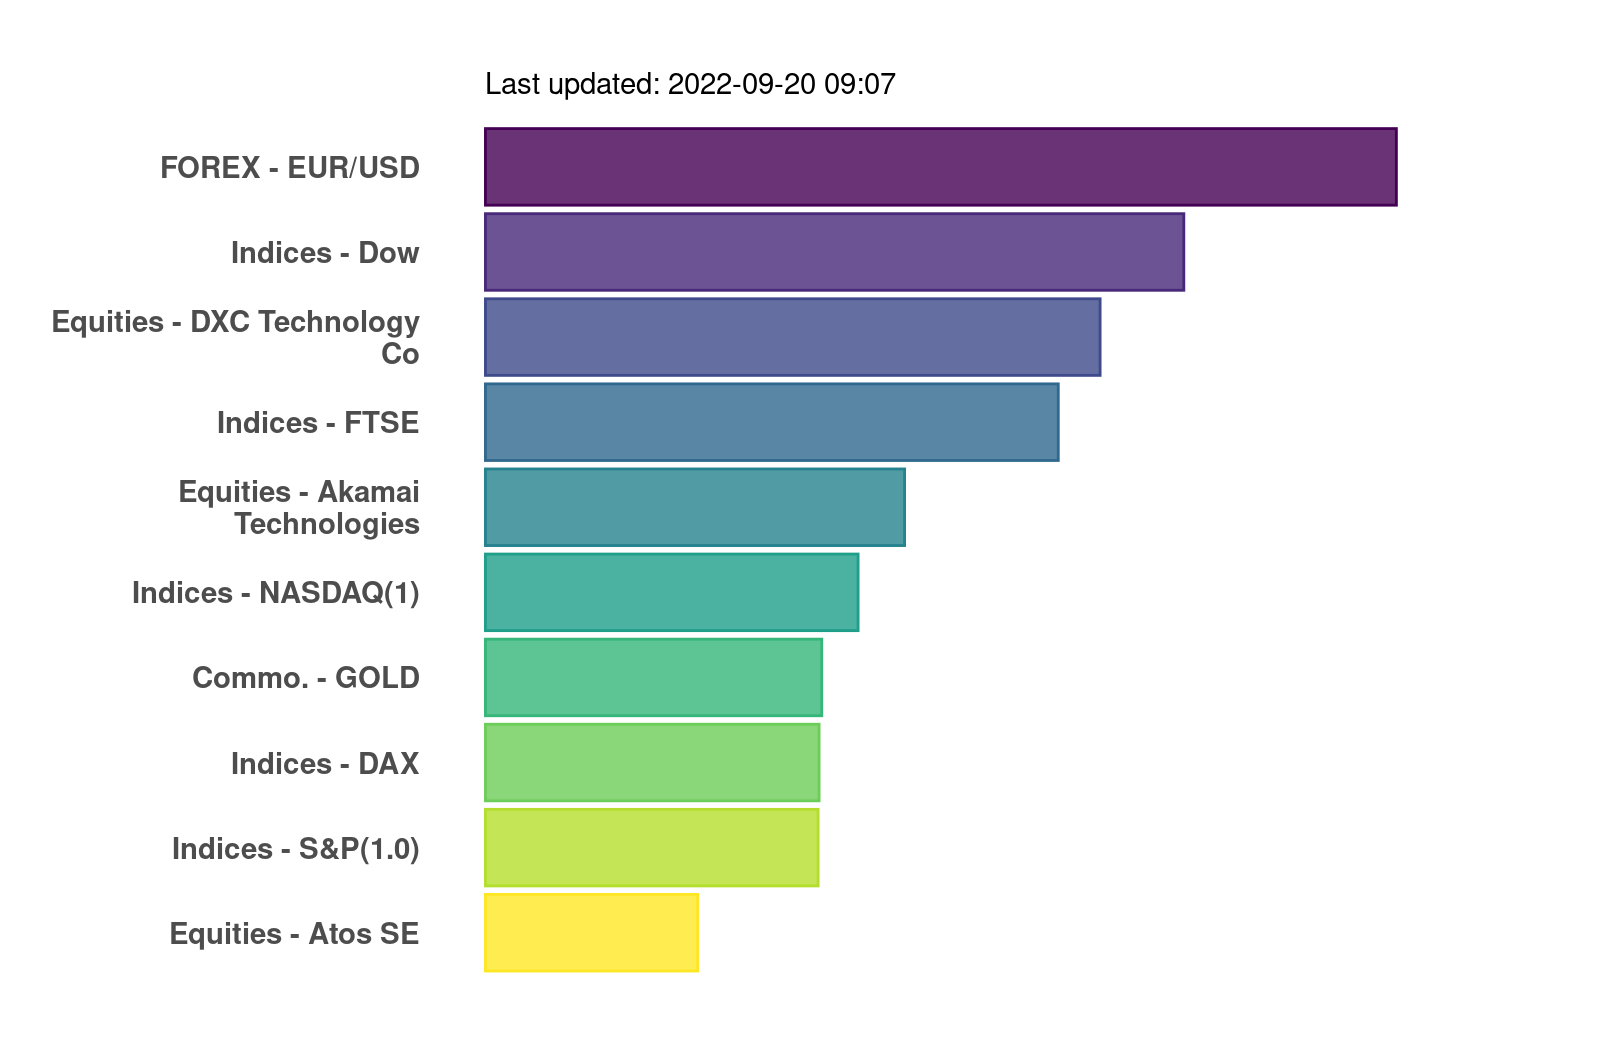 Last updated: 2022-09-20 09:07
FOREX - EUR/USD
Indices - Dow
Equities - DXC Technology
Co
Indices - FTSE
Equities - Akamai
Technologies
Indices - NASDAQ(1)
Commo. - GOLD
Indices - DAX
Indices - S&P(1.0)
Equities - Atos SE